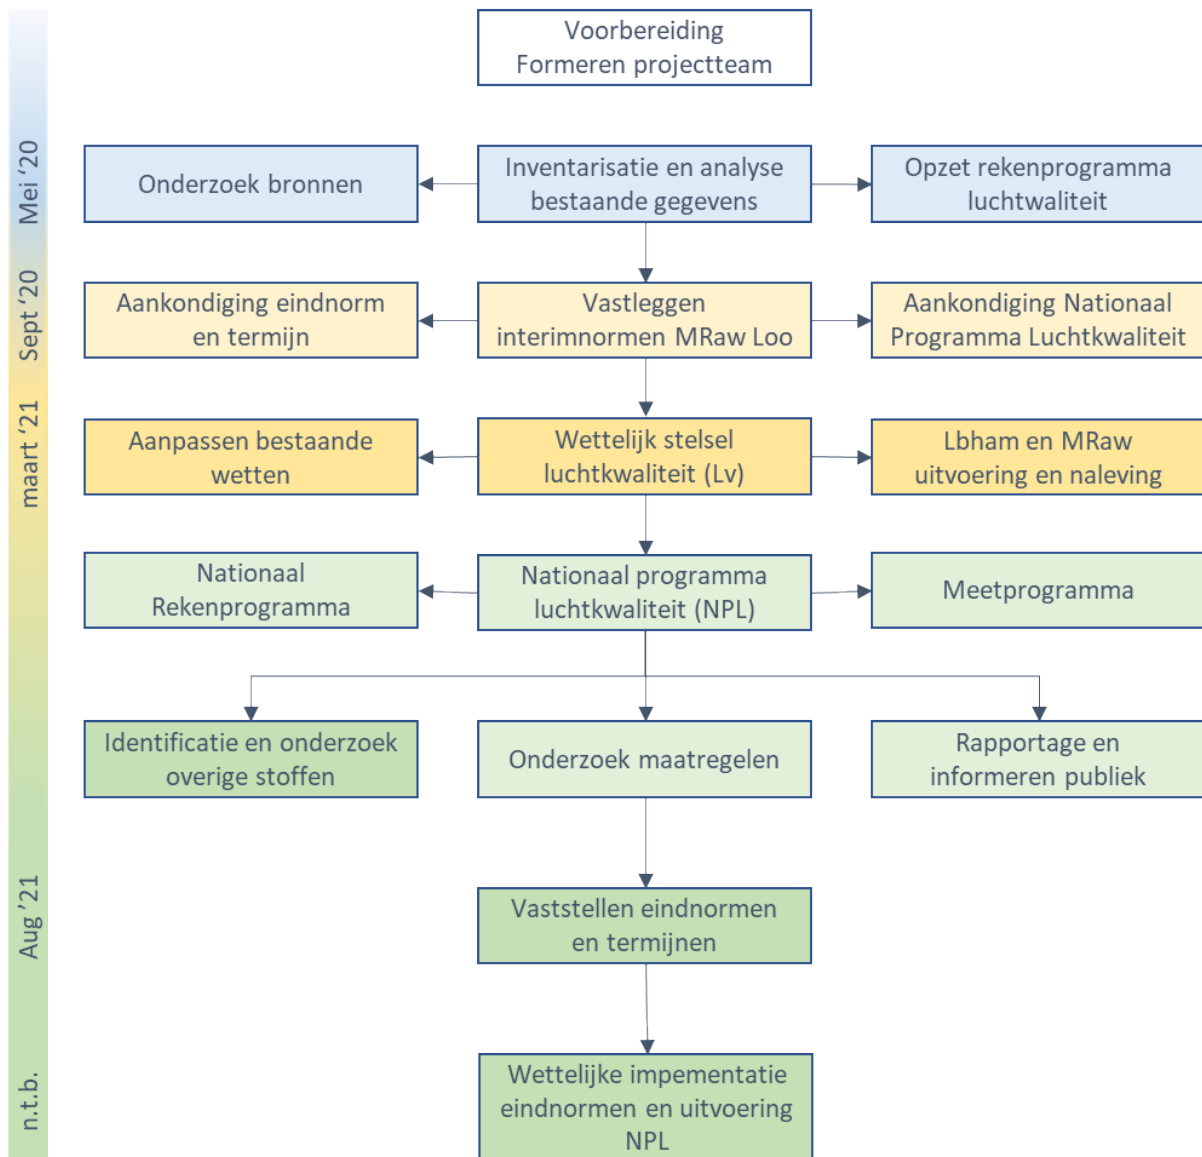 Voorbereiding
Formeren projectteam
Mei ‘20
Onderzoek bronnen
Inventarisatie en analyse
bestaande gegevens
Opzet rekenprogramma
luchtwaliteit
Sept ‘20
Aankondiging eindnorm
en termijn
Vastleggen
interimnormen MRaw Loo
Aankondiging Nationaal
Programma Luchtkwaliteit
maart ‘21
Aanpassen bestaande
wetten
Wettelijk stelsel
luchtkwaliteit (Lv)
Lbham en MRaw
uitvoering en naleving
Nationaal
Rekenprogramma
Nationaal programma
luchtkwaliteit (NPL)
Meetprogramma
Identificatie en onderzoek
overige stoffen
Onderzoek maatregelen
Rapportage en
informeren publiek
Aug ’21
Vaststellen eindnormen
en termijnen
n.t.b.
Wettelijke impementatie
eindnormen en uitvoering
NPL